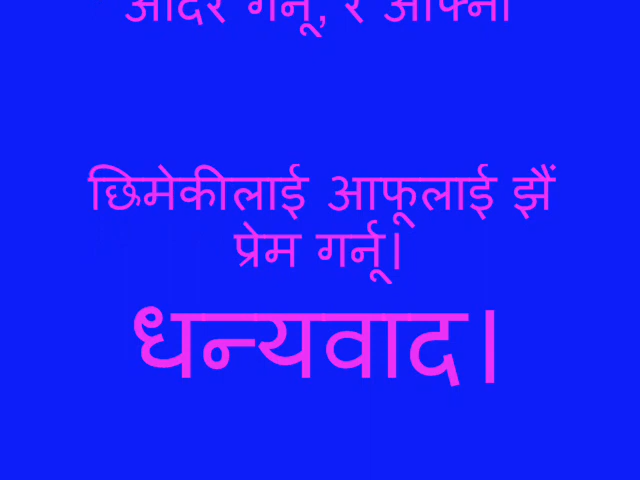 आदर गर्नू, र आफ्नो
छिमेकीलाई आफूलाई झैं
प्रेम गर्नू।
धन्यवाद।